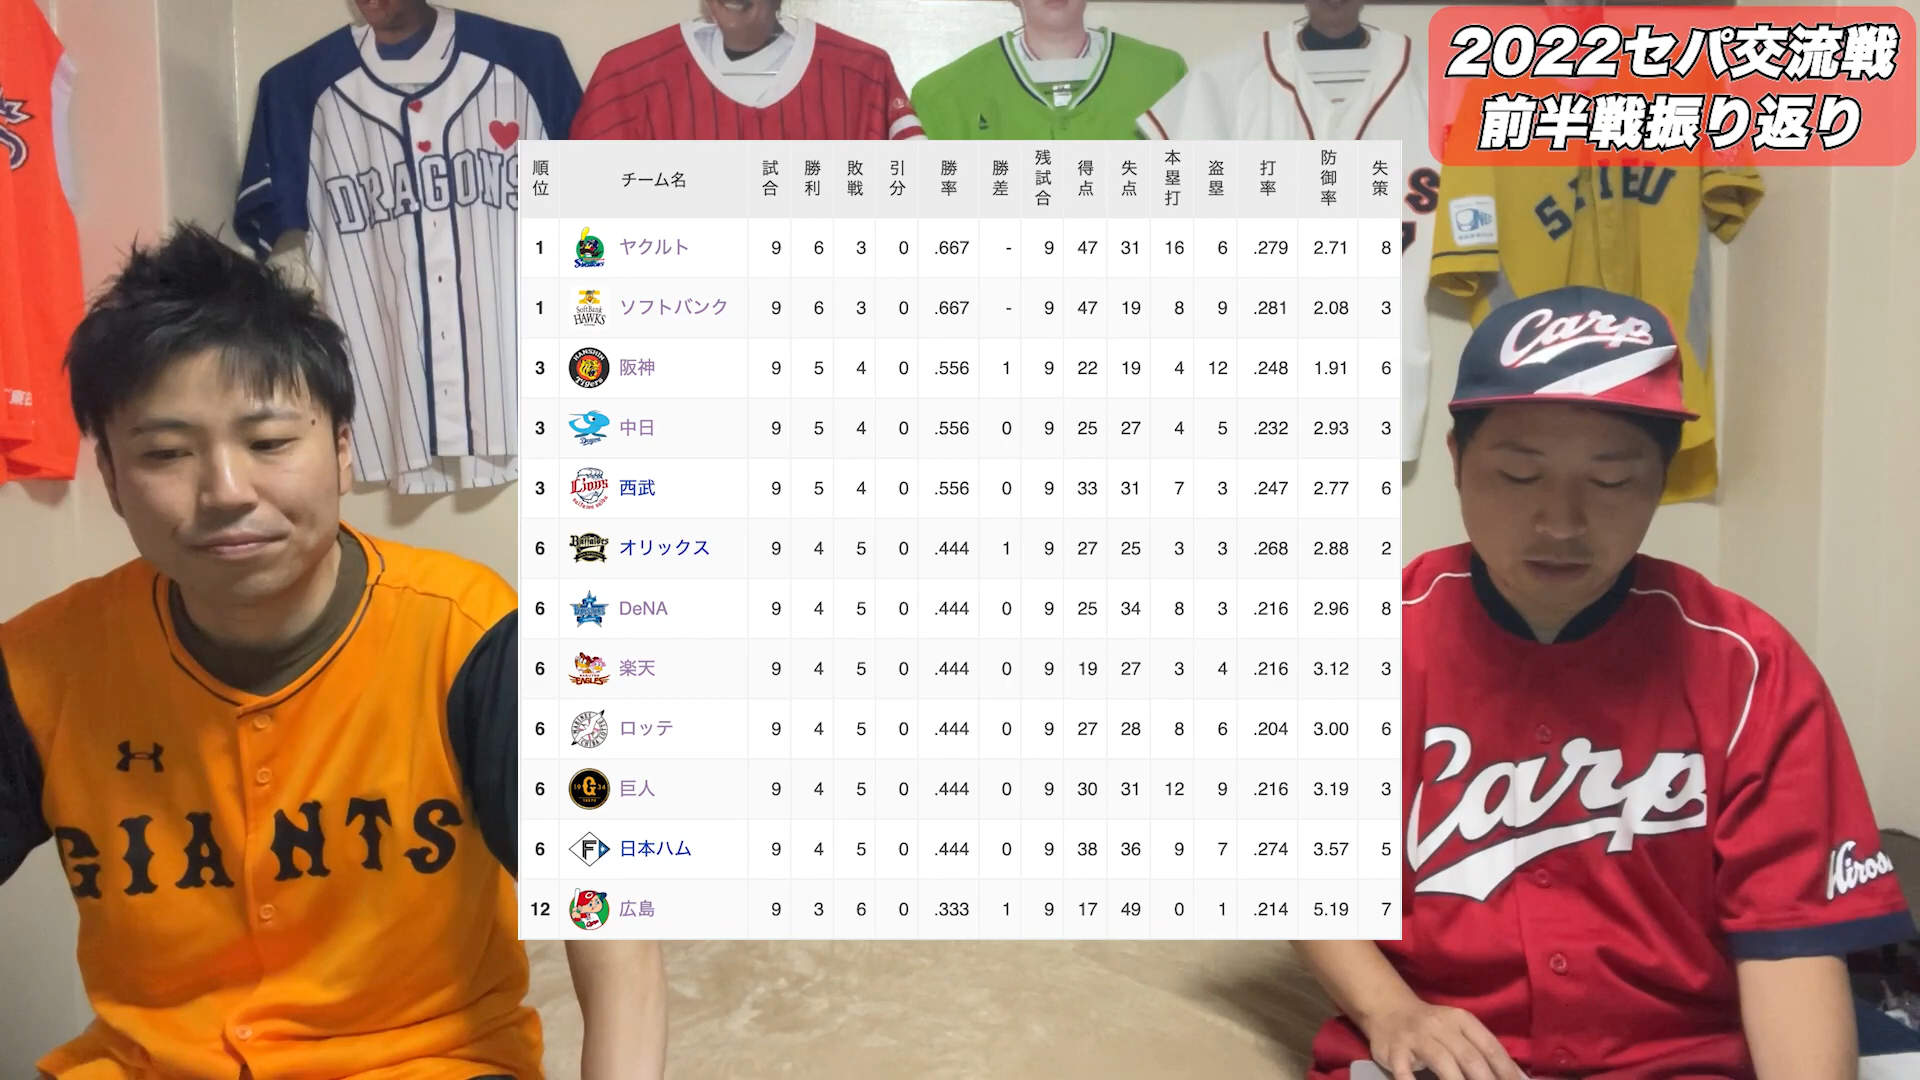 2022セパ交流戦
前半戦振り返り
順位 チーム名 試合 勝利 敗戦 引分 勝率 勝差 残試合 得点 失点 本塁打 盗塁 打率 防御率 失策
1 ヤクルト 9 6 3 0 .667 - 9 47 31 16 6 .279 2.71 8
1 ソフトバンク 9 6 3 0 .667 - 9 47 19 8 9 .281 2.08 3
3 阪神 9 5 4 0 .556 1 9 22 19 4 12 .248 1.91 6
3 中日 9 5 4 0 .556 0 9 25 27 4 5 .232 2.93 3
3 西武 9 5 4 0 .556 0 9 33 31 7 3 .247 2.77 6
6 オリックス 9 4 5 0 .444 1 9 27 25 3 3 .268 2.88 2
6 DeNA 9 4 5 0 .444 0 9 25 34 8 3 .216 2.96 8
6 楽天 9 4 5 0 .444 0 9 19 27 3 4 .216 3.12 3
6 ロッテ 9 4 5 0 .444 0 9 27 28 8 6 .204 3.00 6
6 巨人 9 4 5 0 .444 0 9 30 31 12 9 .216 3.19 3
6 日本ハム 9 4 5 0 .444 0 9 38 36 9 7 .274 3.57 5
12 広島 9 3 6 0 .333 1 9 17 49 0 1 .214 5.19 7
DRAGONS
GIANTS
Carp
Carp